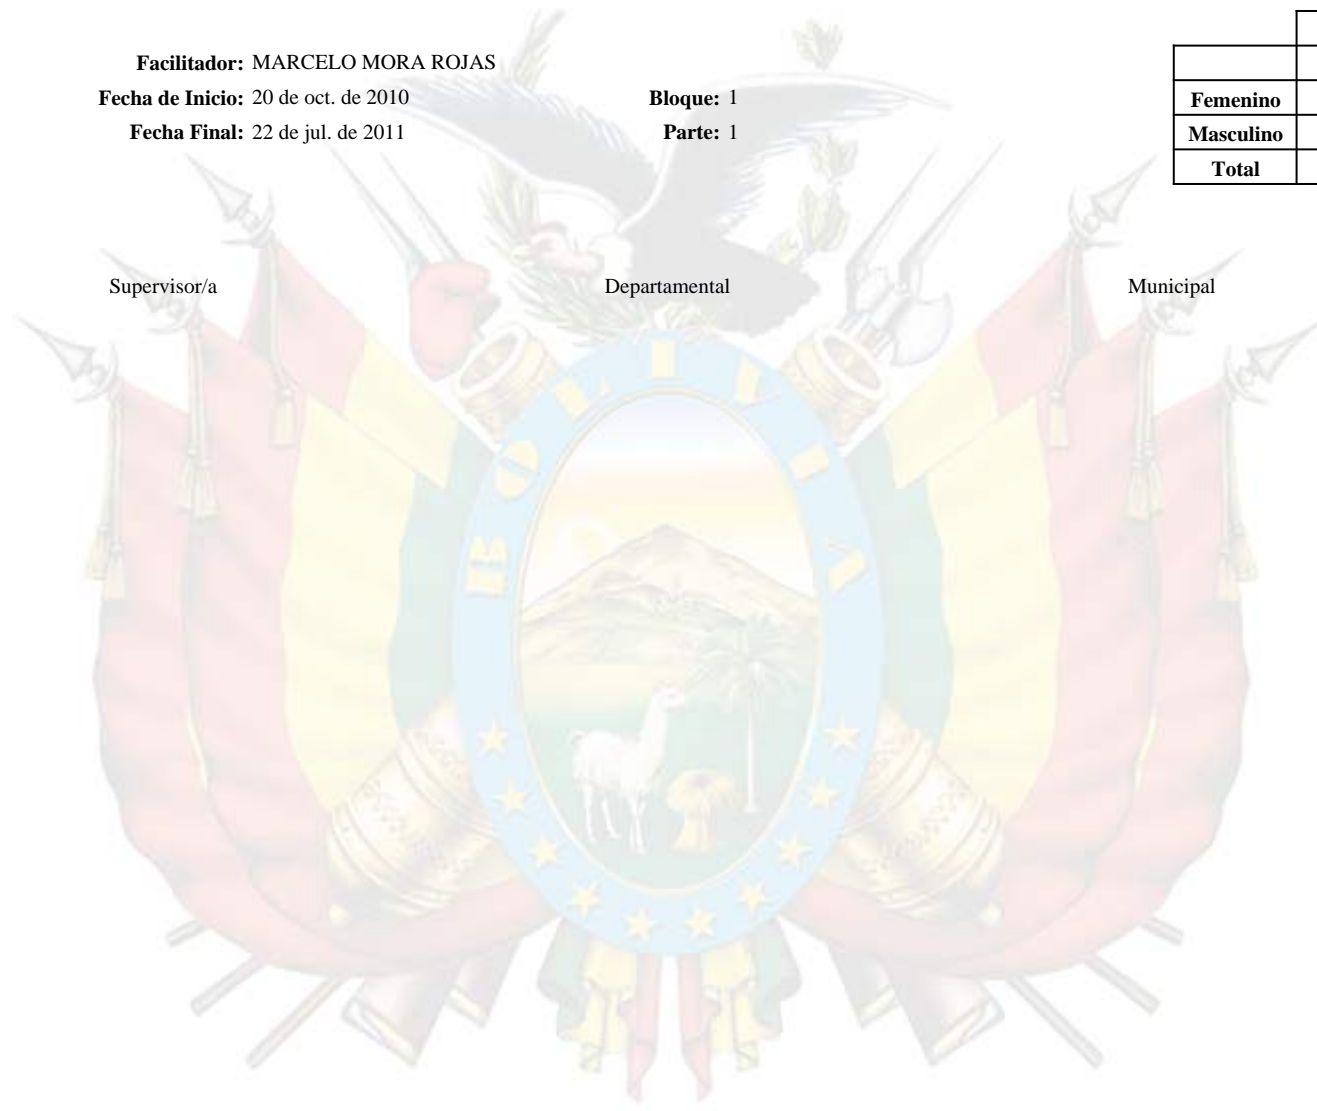 Facilitador: MARCELO MORA ROJAS
Fecha de Inicio: 20 de oct. de 2010 Bloque: 1
Fecha Final: 22 de jul. de 2011 Parte: 1
Femenino
Masculino
Total
Supervisor/a Departamental Municipal
BOLIVIA